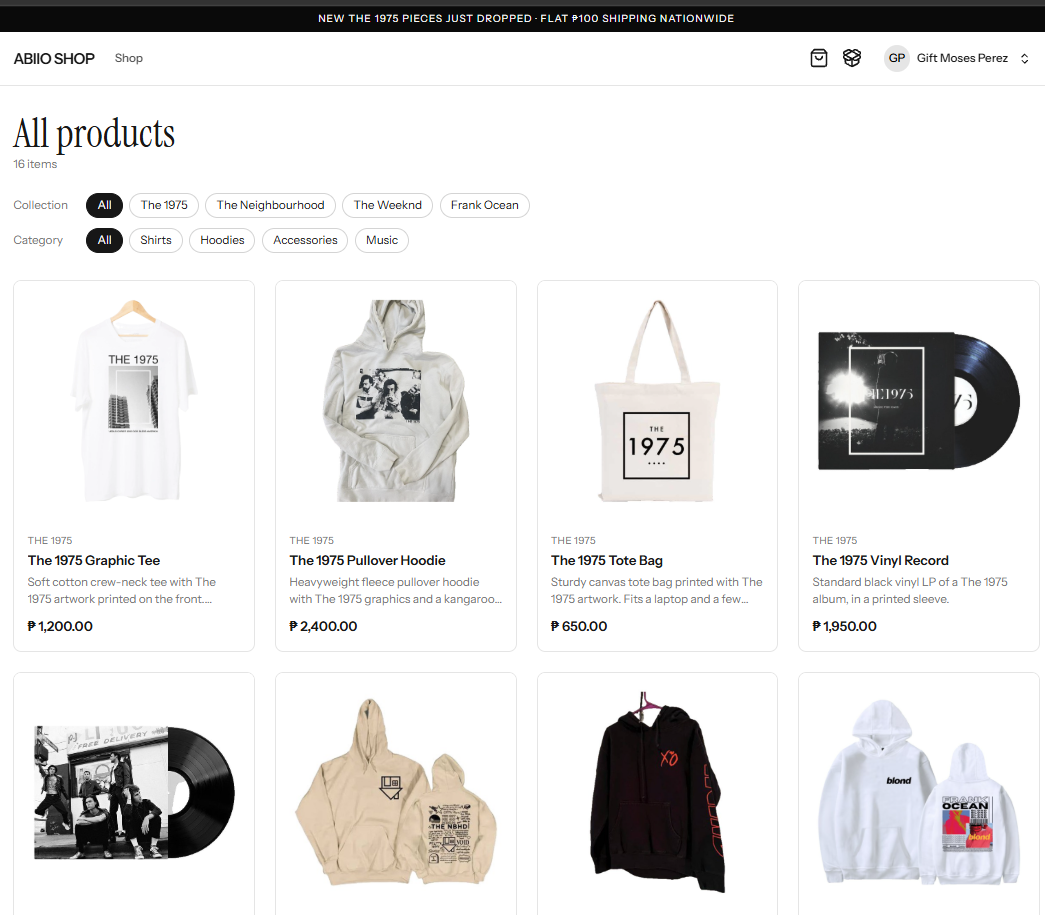 NEW THE 1975 PIECES JUST DROPPED · FLAT ₱100 SHIPPING NATIONWIDE
ABIIO SHOP
Shop
GP
Gift Moses Perez
All products
16 items
Collection
All
The 1975
The Neighbourhood
The Weeknd
Frank Ocean
Category
All
Shirts
Hoodies
Accessories
Music
THE 1975
THE
1975
THE 1975
The 1975 Graphic Tee
Soft cotton crew-neck tee with The
1975 artwork printed on the front....
₱ 1,200.00
THE 1975
The 1975 Pullover Hoodie
Heavyweight fleece pullover hoodie
with The 1975 graphics and a kangaroo...
₱ 2,400.00
THE 1975
The 1975 Tote Bag
Sturdy canvas tote bag printed with The
1975 artwork. Fits a laptop and a few...
₱ 650.00
THE 1975
The 1975 Vinyl Record
Standard black vinyl LP of a The 1975
album, in a printed sleeve.
₱ 1,950.00
FREE DELIVERY
THE NBHD
XO
blond
FRANK
OCEAN
blond